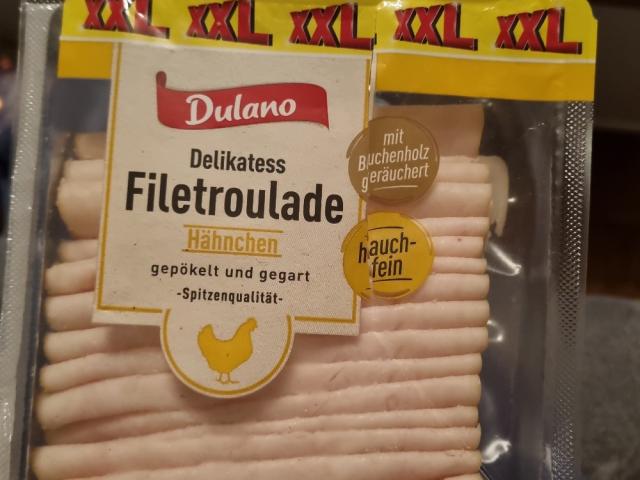 XXL XXL XXL XXL XXL
Dulano
Delikatess
Filetroulade
Hähnchen
gepökelt und gegart
-Spitzenqualität-
mit
Buchenholz
geräuchert
hauch-
fein